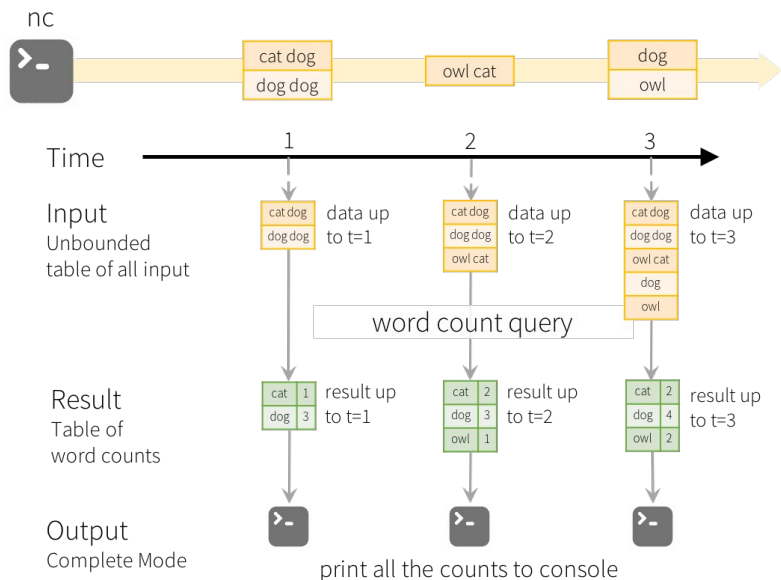 nc
cat dog
dog dog
owl cat
dog
owl
Time
1
2
3
Input
Unbounded
table of all input
cat dog
dog dog
data up
to t=1
cat dog
dog dog
owl cat
data up
to t=2
cat dog
dog dog
owl cat
dog
owl
data up
to t=3
word count query
Result
Table of
word counts
cat 1
dog 3
result up
to t=1
cat 2
dog 3
owl 1
result up
to t=2
cat 2
dog 4
owl 2
result up
to t=3
Output
Complete Mode
print all the counts to console